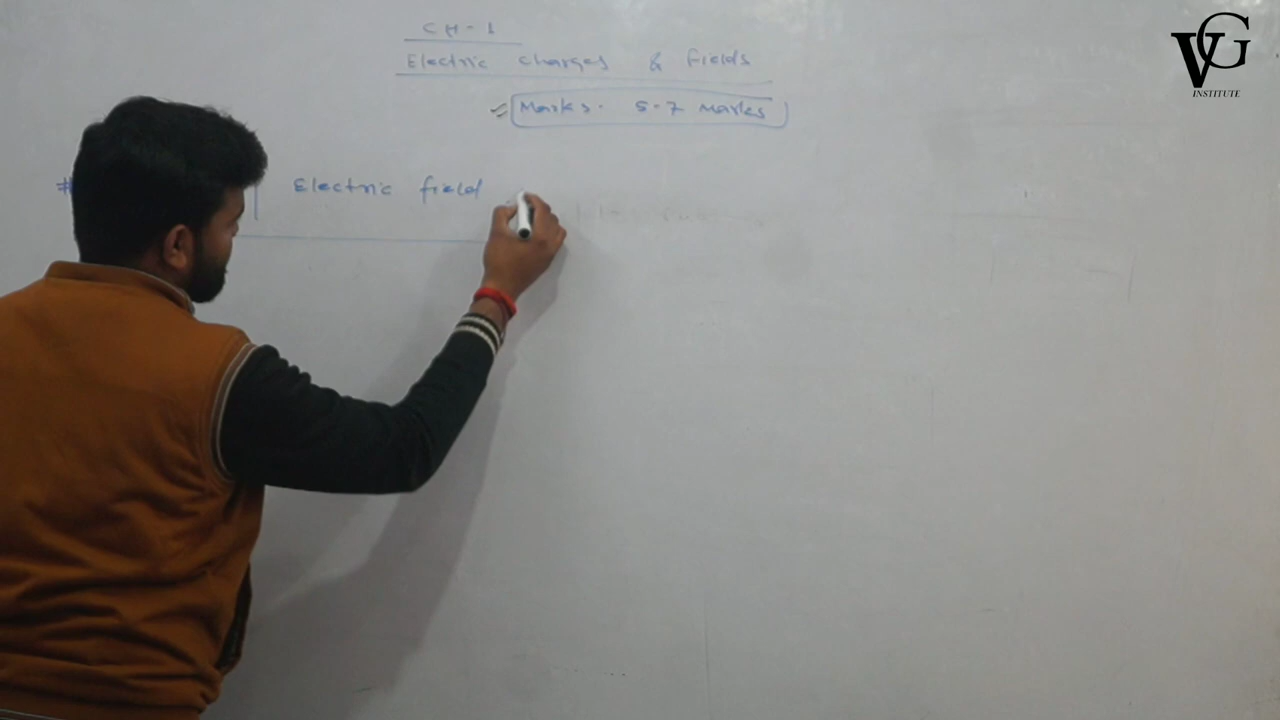 CH-1
Electric Charges & Fields
Marks. 5-7 Marks
# Electric field
VG
INSTITUTE